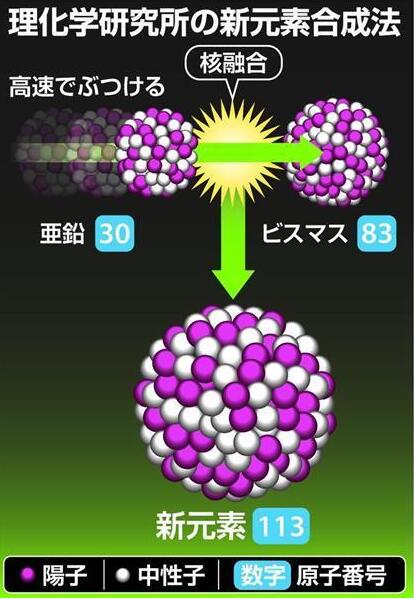 理化学研究所の新元素合成法
核融合
高速でぶつける
亜鉛 30
ビスマス 83
新元素 113
陽子 中性子 数字 原子番号